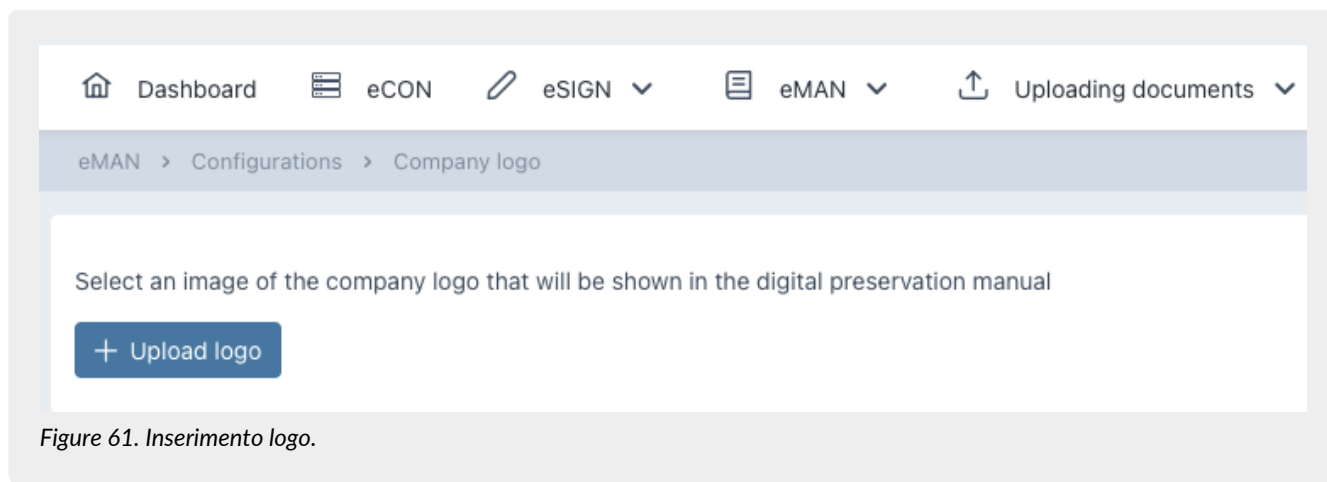 Dashboard eCON eSIGN eMAN Uploading documents
eMAN > Configurations > Company logo
Select an image of the company logo that will be shown in the digital preservation manual
+ Upload logo
Figure 61. Inserimento logo.